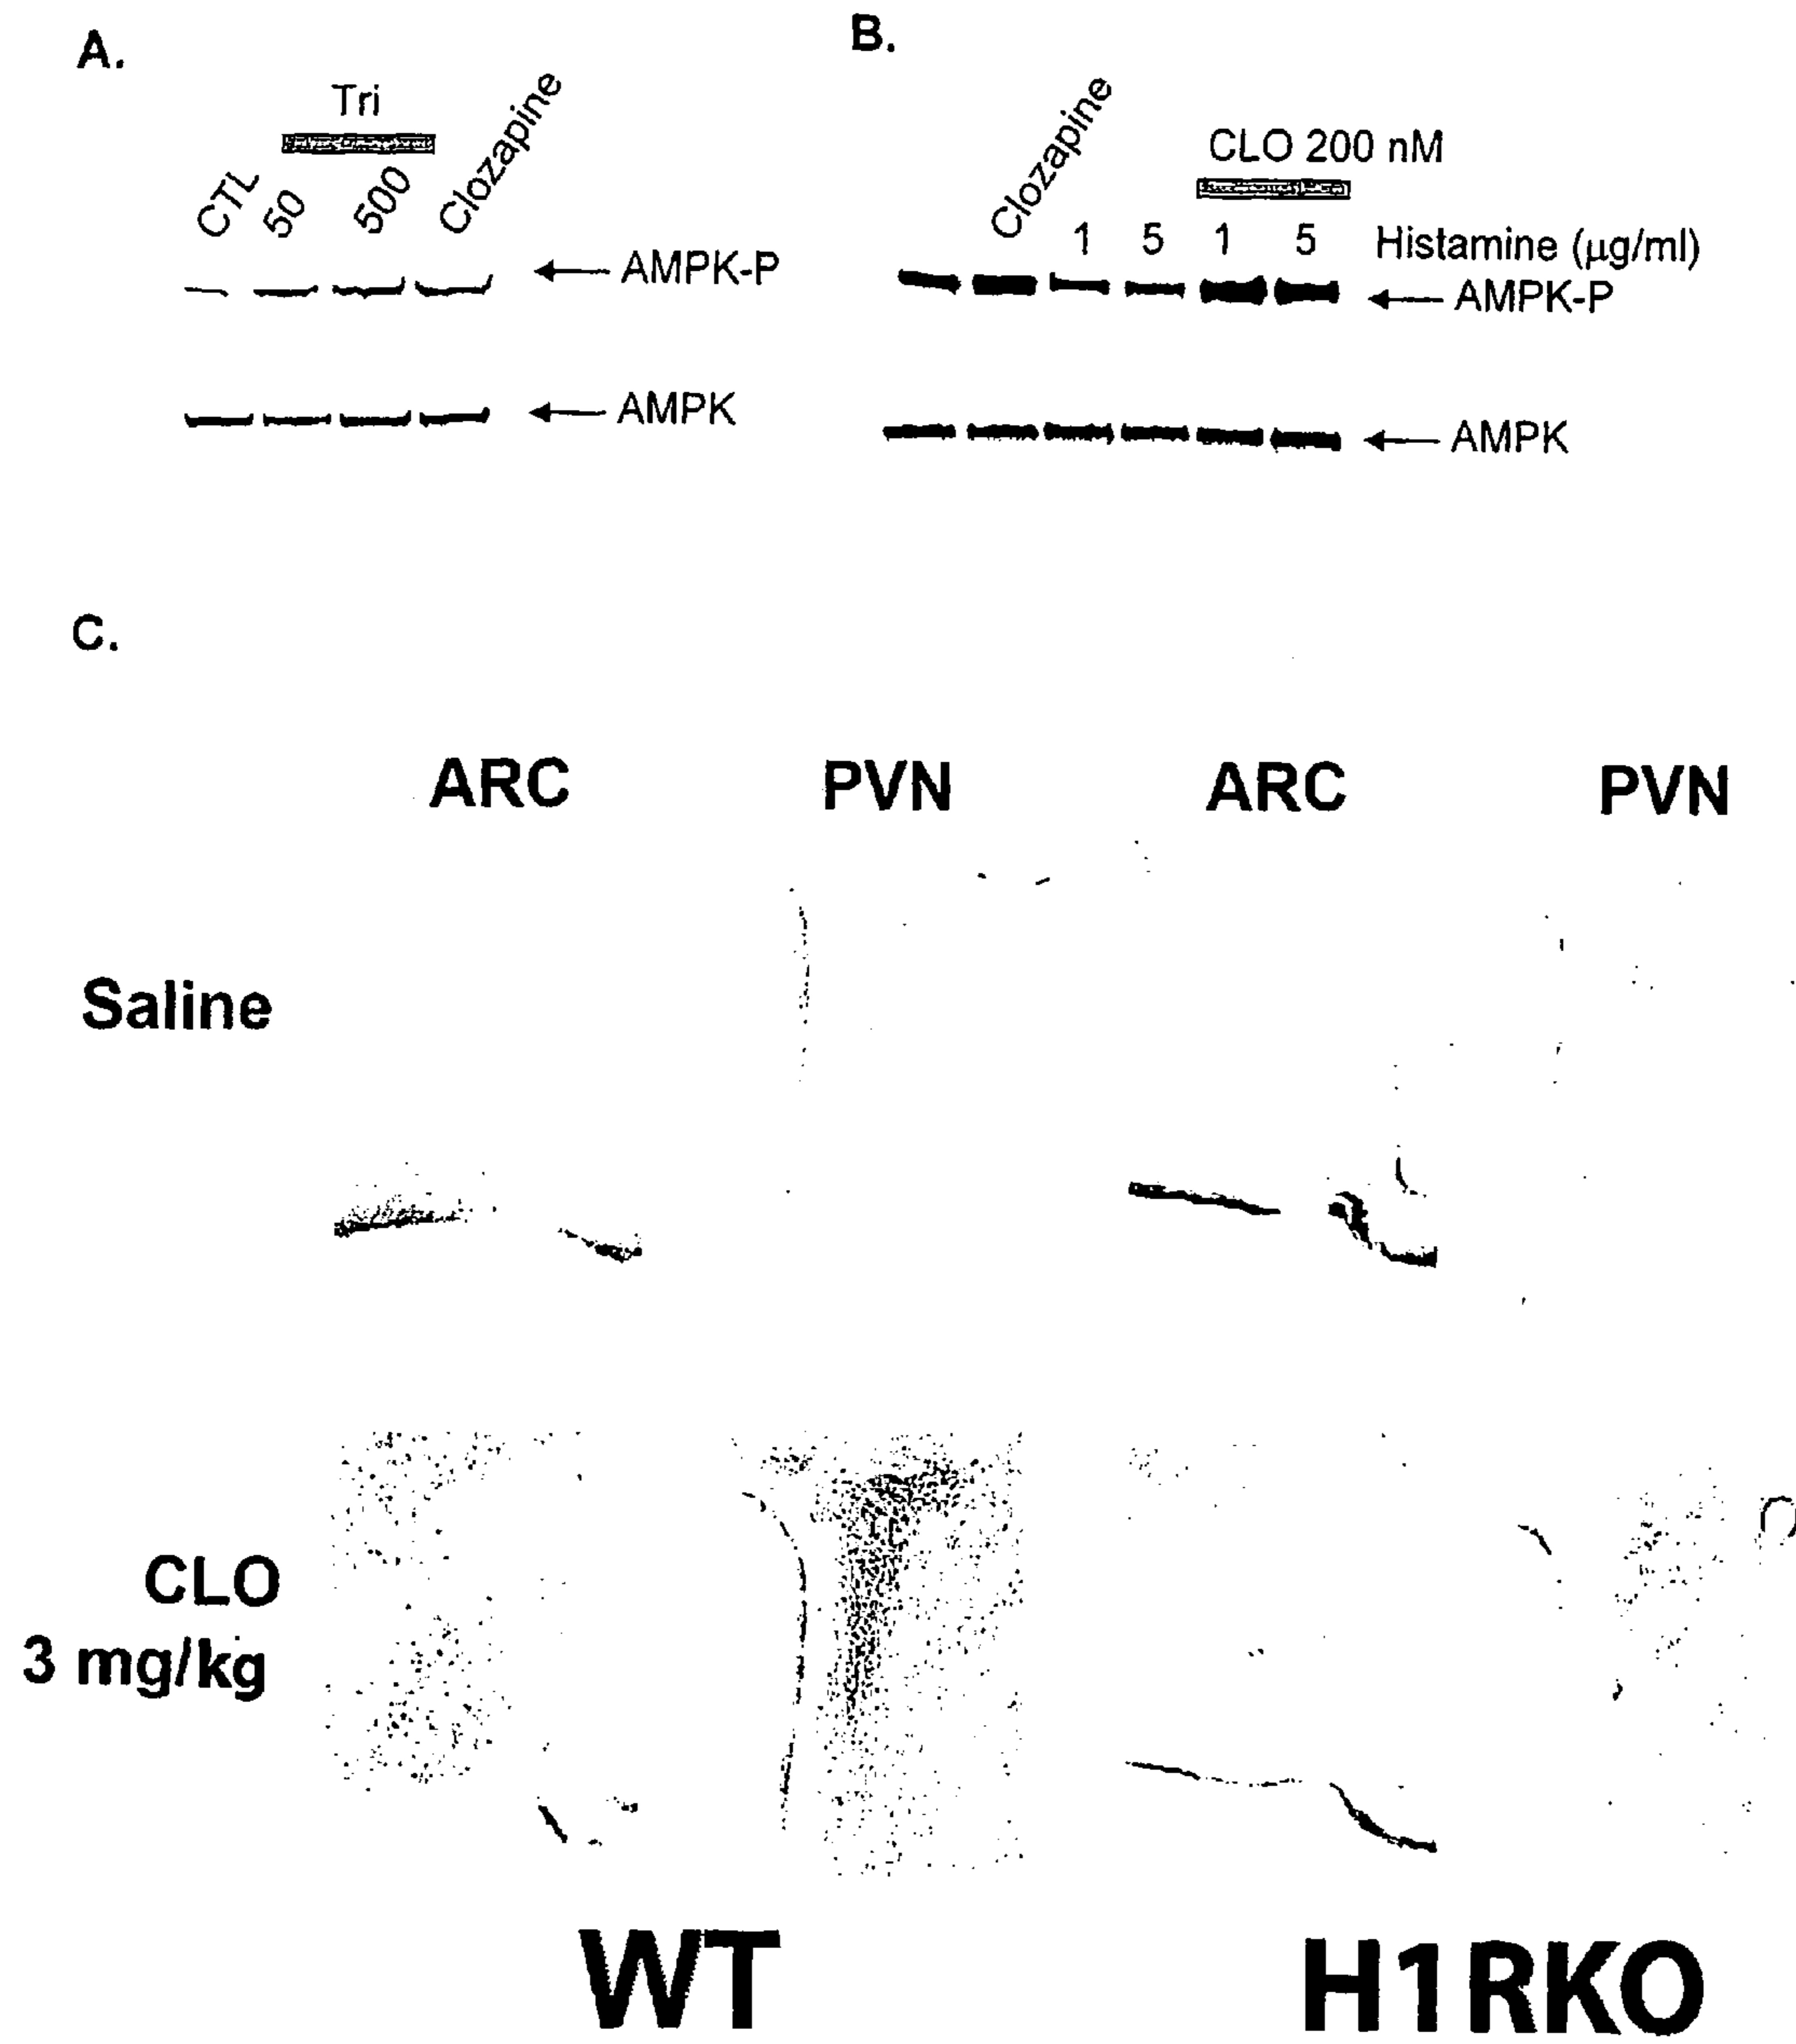 A.
Tri
CTL
50
500
Clozapine
AMPK-P
AMPK
B.
Clozapine
CLO 200 nM
1
5
1
5
Histamine (µg/ml)
AMPK-P
AMPK
C.
ARC
PVN
ARC
PVN
Saline
CLO
3 mg/kg
WT
H1RKO